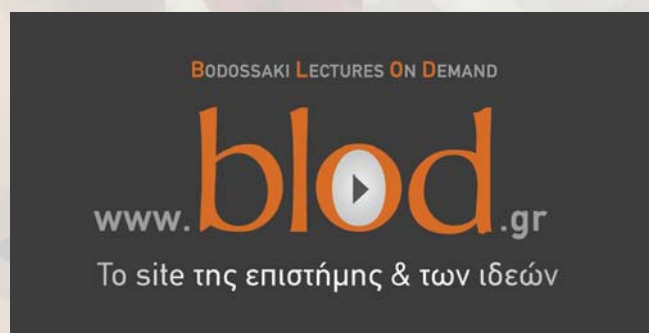 BODOSSAKI LECTURES ON DEMAND
www.blod.gr
Το site της επιστήμης & των ιδεών